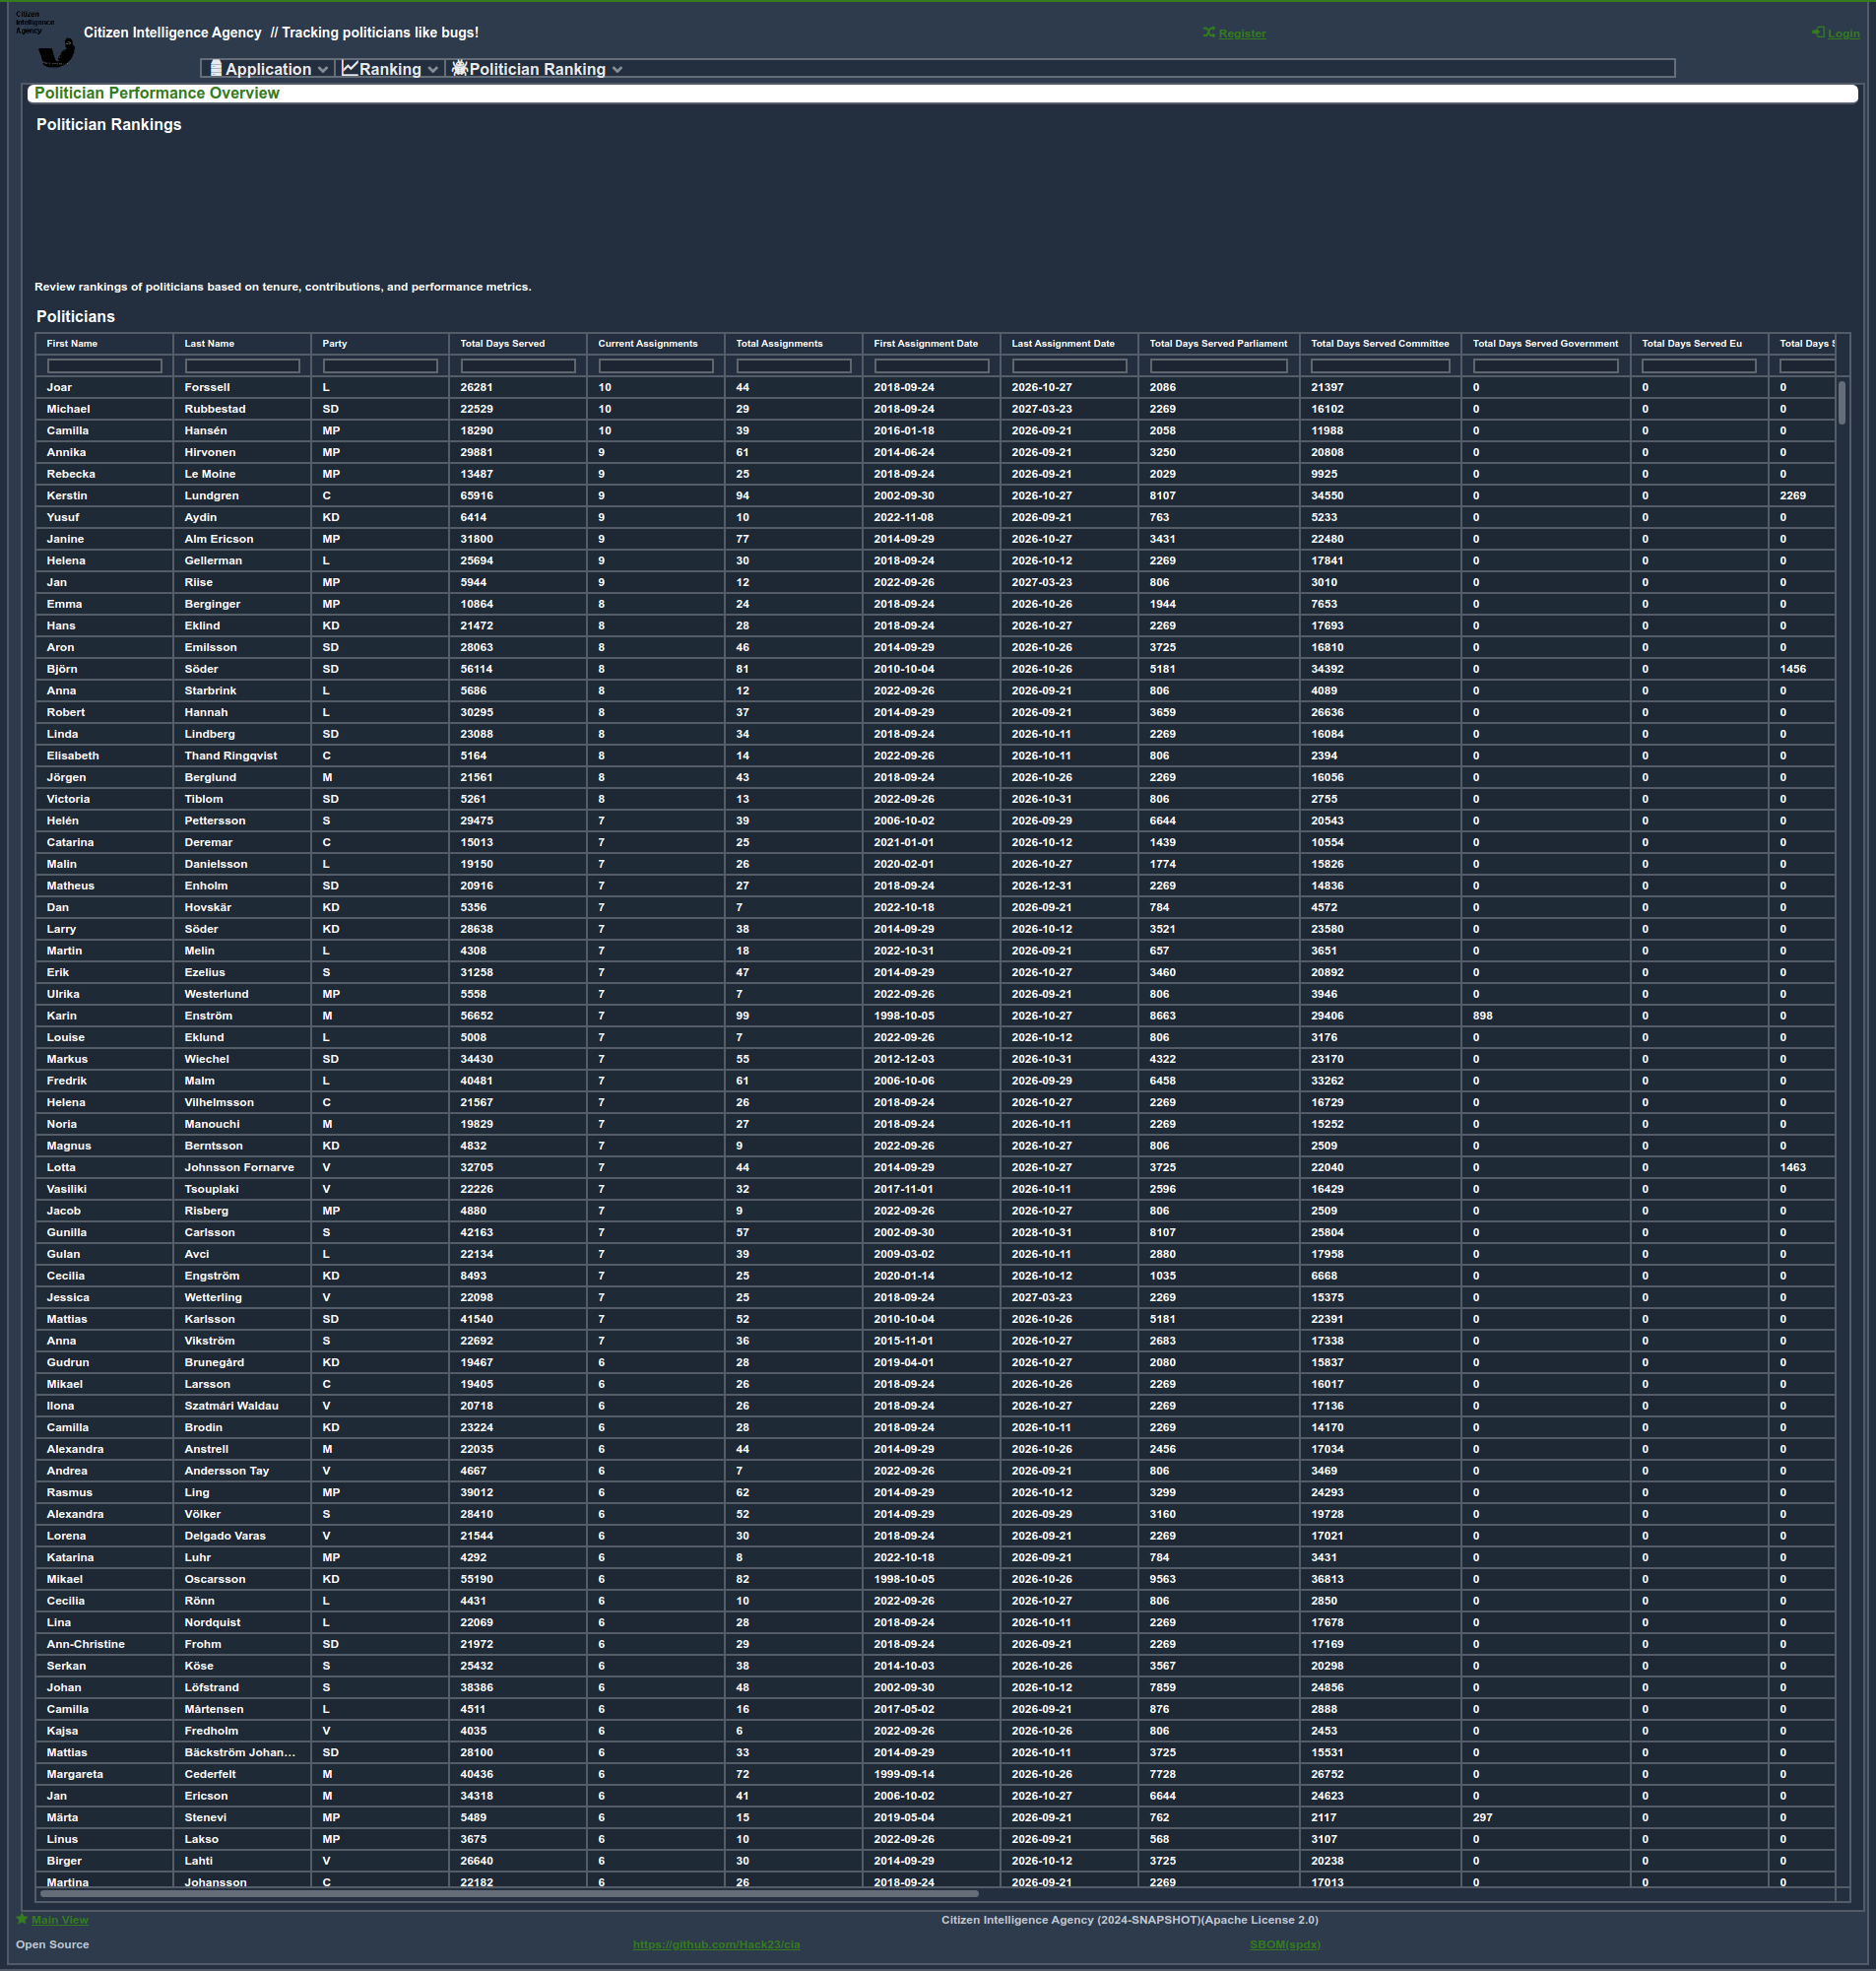 Citizen
Intelligence
Agency
Citizen Intelligence Agency // Tracking politicians like bugs!
Register
Login
Application Ranking Politician Ranking
Politician Performance Overview
Politician Rankings
Review rankings of politicians based on tenure, contributions, and performance metrics.
Politicians
First Name Last Name Party Total Days Served Current Assignments Total Assignments First Assignment Date Last Assignment Date Total Days Served Parliament Total Days Served Committee Total Days Served Government Total Days Served Eu Total Days S
Joar Forssell L 26281 10 44 2018-09-24 2026-10-27 2086 21397 0 0 0
Michael Rubbestad SD 22529 10 29 2018-09-24 2027-03-23 2269 16102 0 0 0
Camilla Hansén MP 18290 10 39 2016-01-18 2026-09-21 2058 11988 0 0 0
Annika Hirvonen MP 29881 9 61 2014-06-24 2026-09-21 3250 20808 0 0 0
Rebecka Le Moine MP 13487 9 25 2018-09-24 2026-09-21 2029 9925 0 0 0
Kerstin Lundgren C 65916 9 94 2002-09-30 2026-10-27 8107 34550 0 0 2269
Yusuf Aydin KD 6414 9 10 2022-11-08 2026-09-21 763 5233 0 0 0
Janine Alm Ericson MP 31800 9 77 2014-09-29 2026-10-27 3431 22480 0 0 0
Helena Gellerman L 25694 9 30 2018-09-24 2026-10-12 2269 17841 0 0 0
Jan Riise MP 5944 9 12 2022-09-26 2027-03-23 806 3010 0 0 0
Emma Berginger MP 10864 8 24 2018-09-24 2026-10-26 1944 7653 0 0 0
Hans Eklind KD 21472 8 28 2018-09-24 2026-10-27 2269 17693 0 0 0
Aron Emilsson SD 28063 8 46 2014-09-29 2026-10-26 3725 16810 0 0 0
Björn Söder SD 56114 8 81 2010-10-04 2026-10-26 5181 34392 0 0 1456
Anna Starbrink L 5686 8 12 2022-09-26 2026-09-21 806 4089 0 0 0
Robert Hannah L 30295 8 37 2014-09-29 2026-09-21 3659 26636 0 0 0
Linda Lindberg SD 23088 8 34 2018-09-24 2026-10-11 2269 16084 0 0 0
Elisabeth Thand Ringqvist C 5164 8 14 2022-09-26 2026-10-11 806 2394 0 0 0
Jörgen Berglund M 21561 8 43 2018-09-24 2026-10-26 2269 16056 0 0 0
Victoria Tiblom SD 5261 8 13 2022-09-26 2026-10-31 806 2755 0 0 0
Helén Pettersson S 29475 7 39 2006-10-02 2026-09-29 6644 20543 0 0 0
Catarina Deremar C 15013 7 25 2021-01-01 2026-10-12 1439 10554 0 0 0
Malin Danielsson L 19150 7 26 2020-02-01 2026-10-27 1774 15826 0 0 0
Matheus Enholm SD 20916 7 27 2018-09-24 2026-12-31 2269 14836 0 0 0
Dan Hovskär KD 5356 7 7 2022-10-18 2026-09-21 784 4572 0 0 0
Larry Söder KD 28638 7 38 2014-09-29 2026-10-12 3521 23580 0 0 0
Martin Melin L 4308 7 18 2022-10-31 2026-09-21 657 3651 0 0 0
Erik Ezelius S 31258 7 47 2014-09-29 2026-10-27 3460 20892 0 0 0
Ulrika Westerlund MP 5558 7 7 2022-09-26 2026-09-21 806 3946 0 0 0
Karin Enström M 56652 7 99 1998-10-05 2026-10-27 8663 29406 898 0 0
Louise Eklund L 5008 7 7 2022-09-26 2026-10-12 806 3176 0 0 0
Markus Wiechel SD 34430 7 55 2012-12-03 2026-10-31 4322 23170 0 0 0
Fredrik Malm L 40481 7 61 2006-10-06 2026-09-29 6458 33262 0 0 0
Helena Vilhelmsson C 21567 7 26 2018-09-24 2026-10-27 2269 16729 0 0 0
Noria Manouchi M 19829 7 27 2018-09-24 2026-10-11 2269 15252 0 0 0
Magnus Berntsson KD 4832 7 9 2022-09-26 2026-10-27 806 2509 0 0 0
Lotta Johnsson Fornarve V 32705 7 44 2014-09-29 2026-10-27 3725 22040 0 0 1463
Vasiliki Tsouplaki V 22226 7 32 2017-11-01 2026-10-11 2596 16429 0 0 0
Jacob Risberg MP 4880 7 9 2022-09-26 2026-10-27 806 2509 0 0 0
Gunilla Carlsson S 42163 7 57 2002-09-30 2028-10-31 8107 25804 0 0 0
Gulan Avci L 22134 7 39 2009-03-02 2026-10-11 2880 17958 0 0 0
Cecilia Engström KD 8493 7 25 2020-01-14 2026-10-12 1035 6668 0 0 0
Jessica Wetterling V 22098 7 25 2018-09-24 2027-03-23 2269 15375 0 0 0
Mattias Karlsson SD 41540 7 52 2010-10-04 2026-10-26 5181 22391 0 0 0
Anna Vikström S 22692 7 36 2015-11-01 2026-10-27 2683 17338 0 0 0
Gudrun Brunegård KD 19467 6 28 2019-04-01 2026-10-27 2080 15837 0 0 0
Mikael Larsson C 19405 6 26 2018-09-24 2026-10-26 2269 16017 0 0 0
Ilona Szatmári Waldau V 20718 6 26 2018-09-24 2026-10-27 2269 17136 0 0 0
Camilla Brodin KD 23224 6 28 2018-09-24 2026-10-11 2269 14170 0 0 0
Alexandra Anstrell M 22035 6 44 2014-09-29 2026-10-26 2456 17034 0 0 0
Andrea Andersson Tay V 4667 6 7 2022-09-26 2026-09-21 806 3469 0 0 0
Rasmus Ling MP 39012 6 62 2014-09-29 2026-10-12 3299 24293 0 0 0
Alexandra Völker S 28410 6 52 2014-09-29 2026-09-29 3160 19728 0 0 0
Lorena Delgado Varas V 21544 6 30 2018-09-24 2026-09-21 2269 17021 0 0 0
Katarina Luhr MP 4292 6 8 2022-10-18 2026-09-21 784 3431 0 0 0
Mikael Oscarsson KD 55190 6 82 1998-10-05 2026-10-26 9563 36813 0 0 0
Cecilia Rönn L 4431 6 10 2022-09-26 2026-10-27 806 2850 0 0 0
Lina Nordquist L 22069 6 28 2018-09-24 2026-10-11 2269 17678 0 0 0
Ann-Christine Frohm SD 21972 6 29 2018-09-24 2026-09-21 2269 17169 0 0 0
Serkan Köse S 25432 6 38 2014-10-03 2026-10-26 3567 20298 0 0 0
Johan Löfstrand S 38386 6 48 2002-09-30 2026-10-12 7859 24856 0 0 0
Camilla Mårtensen L 4511 6 16 2017-05-02 2026-09-21 876 2888 0 0 0
Kajsa Fredholm V 4035 6 6 2022-09-26 2026-10-26 806 2453 0 0 0
Mattias Bäckström Johan... SD 28100 6 33 2014-09-29 2026-10-11 3725 15531 0 0 0
Margareta Cederfelt M 40436 6 72 1999-09-14 2026-10-26 7728 26752 0 0 0
Jan Ericson M 34318 6 41 2006-10-02 2026-10-27 6644 24623 0 0 0
Märta Stenevi MP 5489 6 15 2019-05-04 2026-09-21 762 2117 297 0 0
Linus Lakso MP 3675 6 10 2022-09-26 2026-09-21 568 3107 0 0 0
Birger Lahti V 26640 6 30 2014-09-29 2026-10-12 3725 20238 0 0 0
Martina Johansson C 22182 6 26 2018-09-24 2026-09-21 2269 17013 0 0 0
Main View Citizen Intelligence Agency (2024-SNAPSHOT)(Apache License 2.0)
Open Source https://github.com/Hack23/cia SBOM(spdx)